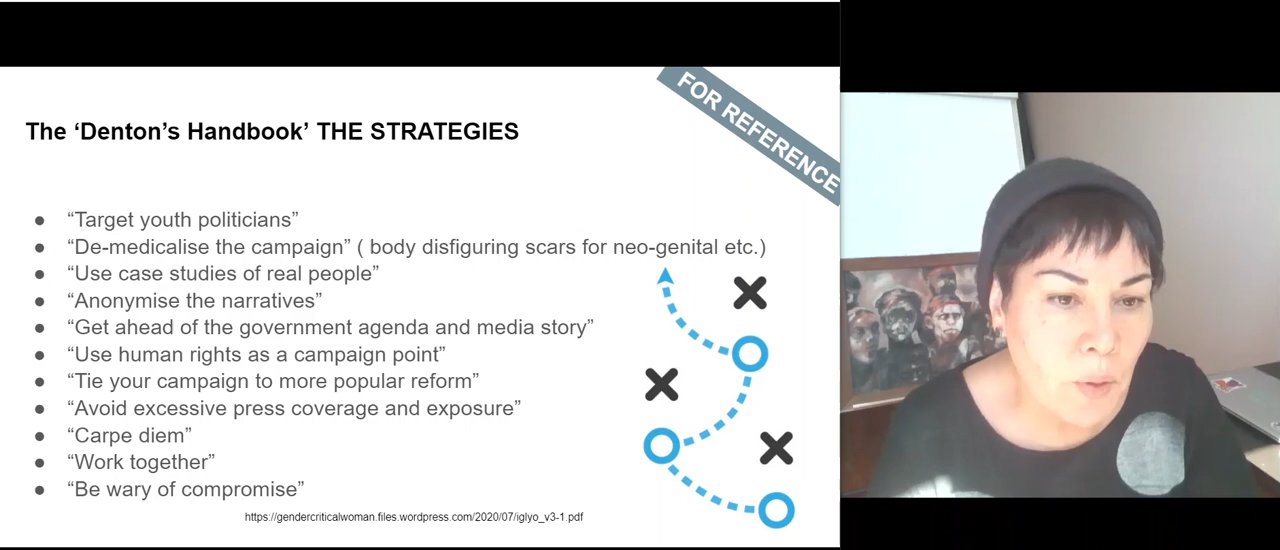 FOR REFERENCE
The ‘Denton’s Handbook’ THE STRATEGIES
● “Target youth politicians”
● “De-medicalise the campaign” ( body disfiguring scars for neo-genital etc.)
● “Use case studies of real people”
● “Anonymise the narratives”
● “Get ahead of the government agenda and media story”
● “Use human rights as a campaign point”
● “Tie your campaign to more popular reform”
● “Avoid excessive press coverage and exposure”
● “Carpe diem”
● “Work together”
● “Be wary of compromise”
https://gendercriticalwoman.files.wordpress.com/2020/07/iglyo_v3-1.pdf